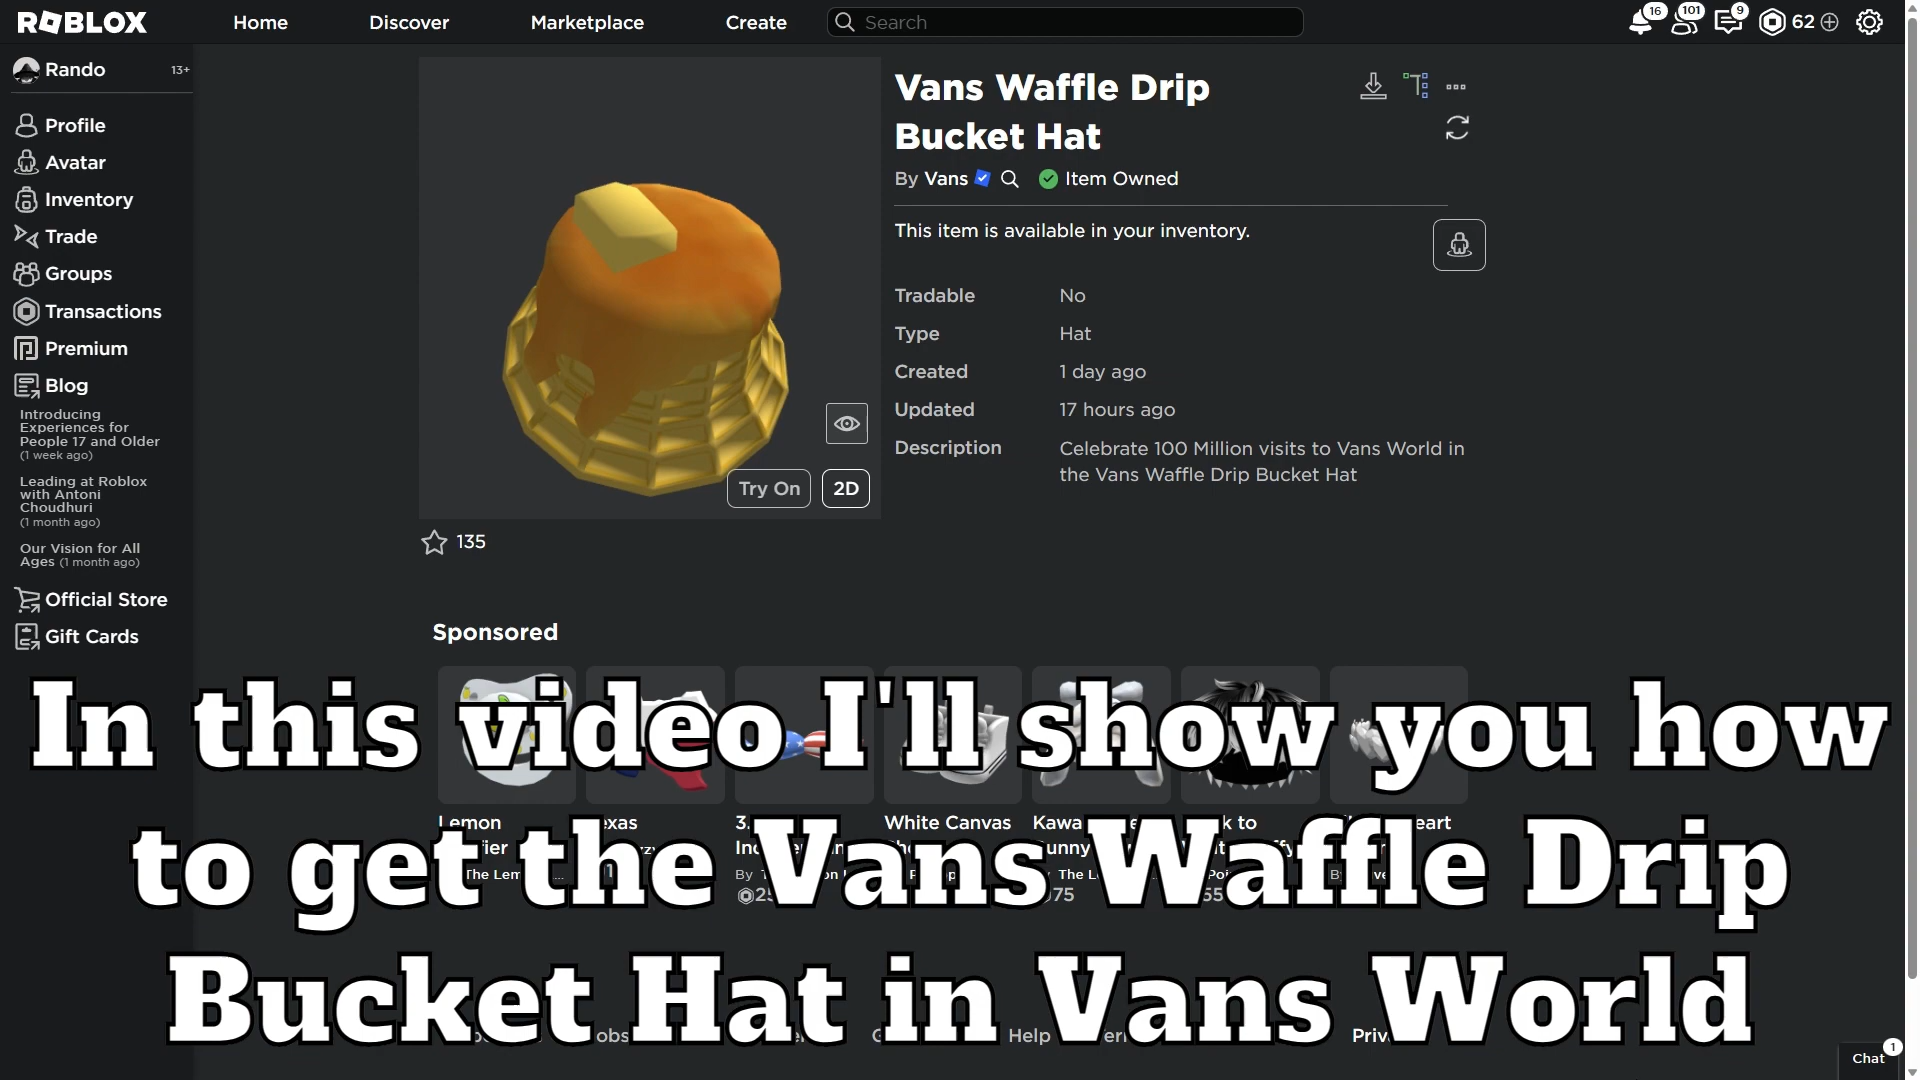 ROBLOX
Home
Discover
Marketplace
Create
Search
16
101
9
62
Rando
13+
Profile
Avatar
Inventory
Trade
Groups
Transactions
Premium
Blog
Introducing
Experiences for
People 17 and Older
(1 week ago)
Leading at Roblox
with Antoni
Choudhuri
(1 month ago)
Our Vision for All
Ages (1 month ago)
Official Store
Gift Cards
Try On
2D
135
Vans Waffle Drip
Bucket Hat
By Vans
Item Owned
This item is available in your inventory.
Tradable
No
Type
Hat
Created
1 day ago
Updated
17 hours ago
Description
Celebrate 100 Million visits to Vans World in
the Vans Waffle Drip Bucket Hat
Sponsored
Lemon
White Canvas
In this video I'll show you how
to get the Vans Waffle Drip
Bucket Hat in Vans World
Help
Chat
1